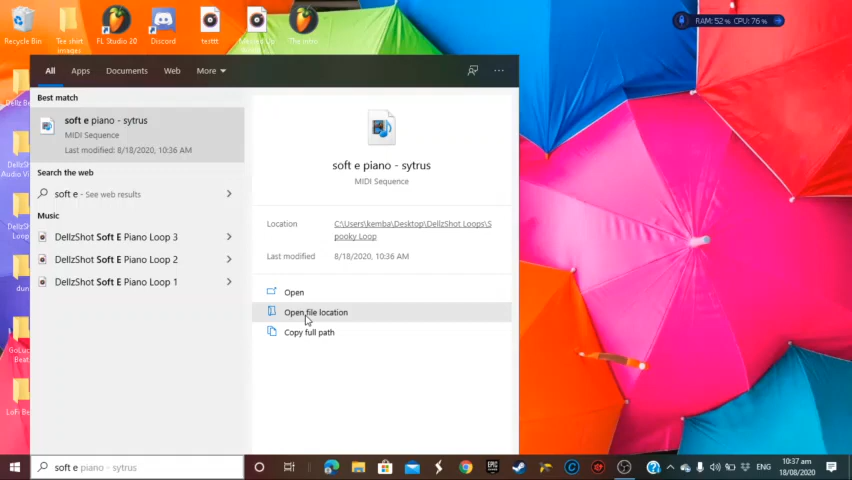 Recycle Bin
Tee shirt images
FL Studio 20
Discord
RAM: 52 % CPU: 76 %
All
Apps
Documents
Web
More
Best match
soft e piano - sytrus
MIDI Sequence
Last modified: 8/18/2020, 10:36 AM
Search the web
soft e - See web results
Music
DellzShot Soft E Piano Loop 3
DellzShot Soft E Piano Loop 2
DellzShot Soft E Piano Loop 1
soft e piano - sytrus
MIDI Sequence
Location
C:\Users\kemba\Desktop\DellzShot Loops\S
pooky Loop
Last modified
8/18/2020, 10:36 AM
Open
Open file location
Copy full path
soft e piano - sytrus
EPIC
ENG
10:37 am
18/08/2020